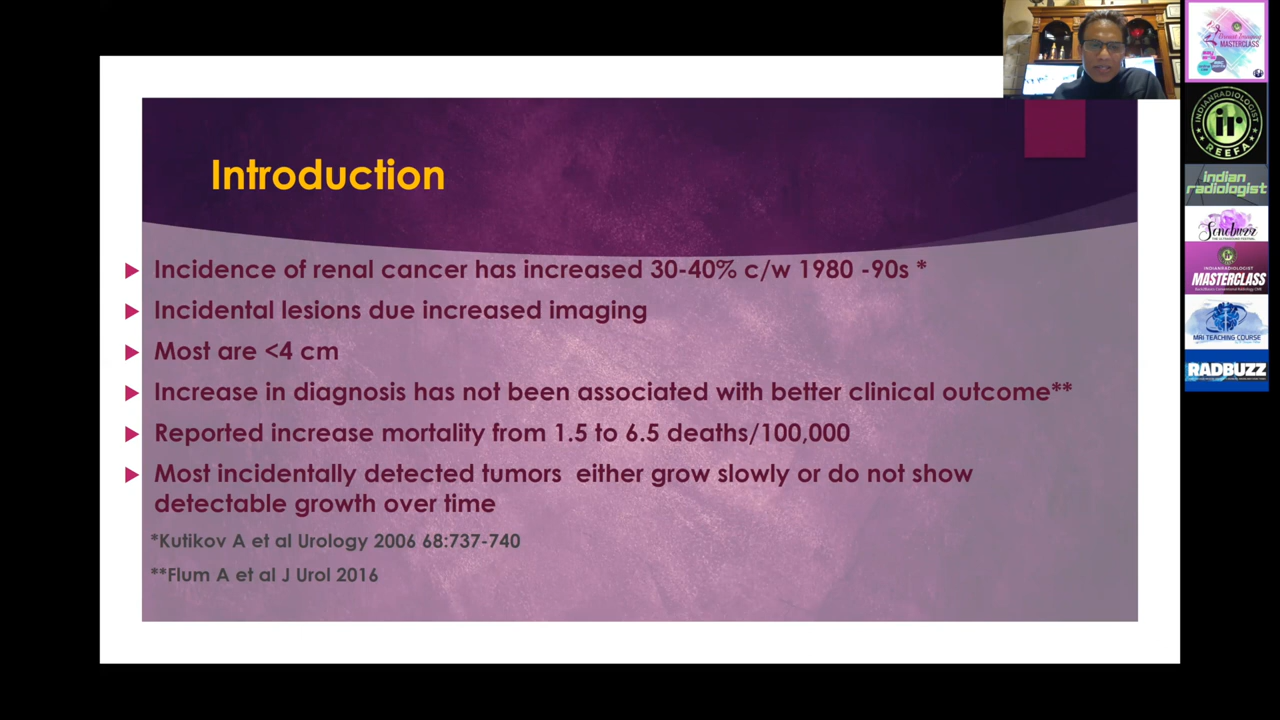 Introduction
Incidence of renal cancer has increased 30-40% c/w 1980 -90s *
Incidental lesions due increased imaging
Most are <4 cm
Increase in diagnosis has not been associated with better clinical outcome**
Reported increase mortality from 1.5 to 6.5 deaths/100,000
Most incidentally detected tumors either grow slowly or do not show
detectable growth over time
*Kutikov A et al Urology 2006 68:737-740
**Flum A et al J Urol 2016
MASTERCLASS
INDIANRADIOLOGIST
ir
REEFA
indian
radiologist
Sonobuzz
INDIANRADIOLOGIST
MASTERCLASS
MRI TEACHING COURSE
RADBUZZ